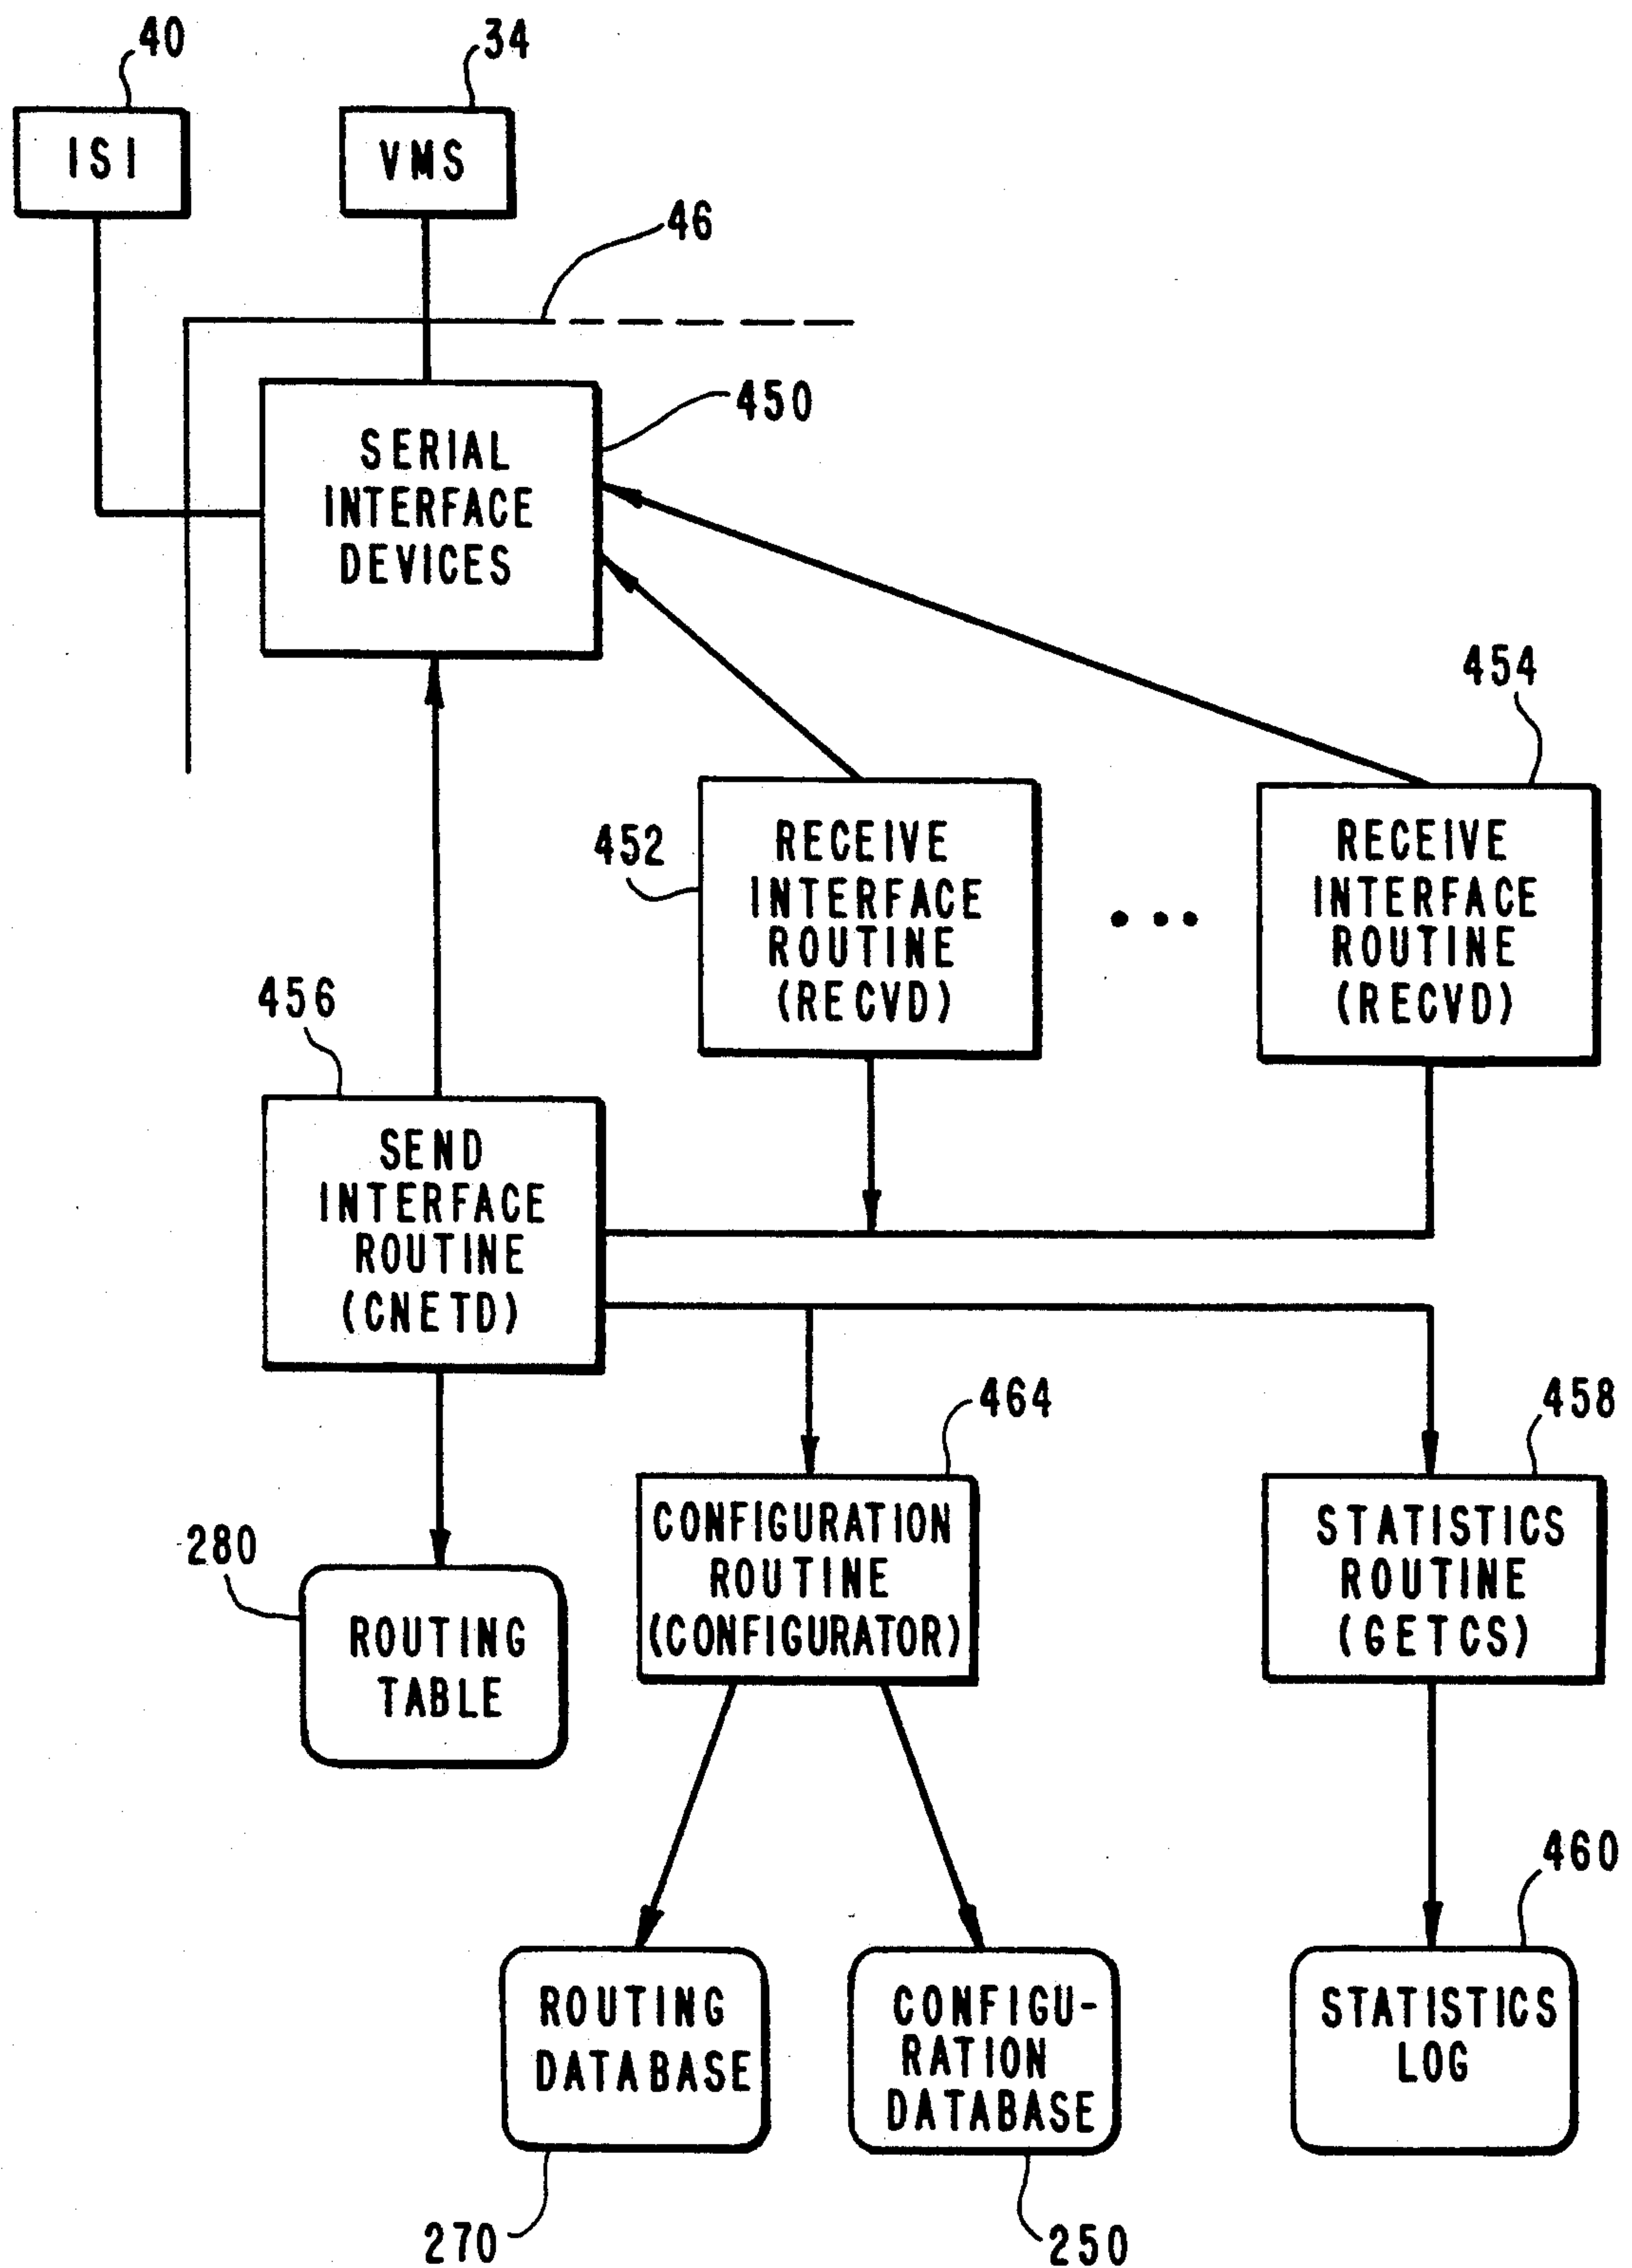 40
34
ISI
VMS
46
450
SERIAL
INTERFACE
DEVICES
454
452
RECEIVE
INTERFACE
ROUTINE
(RECVD)
RECEIVE
INTERFACE
ROUTINE
(RECVD)
456
SEND
INTERFACE
ROUTINE
(CNETD)
464
458
280
ROUTING
TABLE
CONFIGURATION
ROUTINE
(CONFIGURATOR)
STATISTICS
ROUTINE
(GETCS)
460
ROUTING
DATABASE
CONFIGU-
RATION
DATABASE
STATISTICS
LOG
270
250